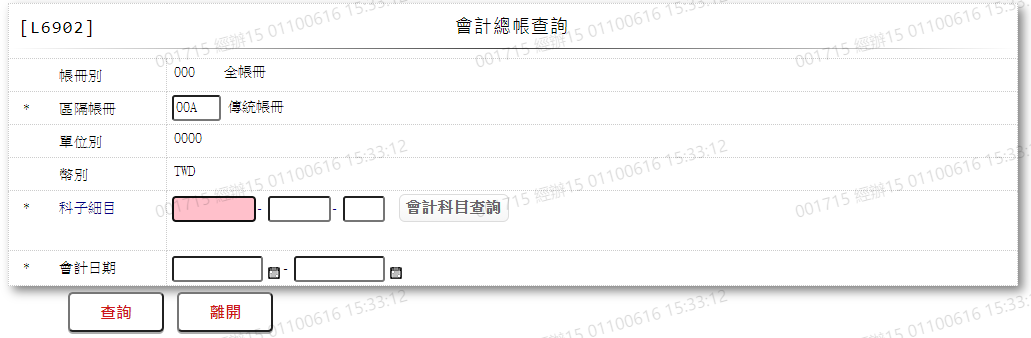 [L6902] 會計總帳查詢
帳冊別 000 全帳冊
* 區隔帳冊 00A 傳統帳冊
單位別 0000
幣別 TWD
* 科子細目 - - 會計科目查詢
* 會計日期 -
查詢 離開
001715 經辦15 01100616 15:33:12